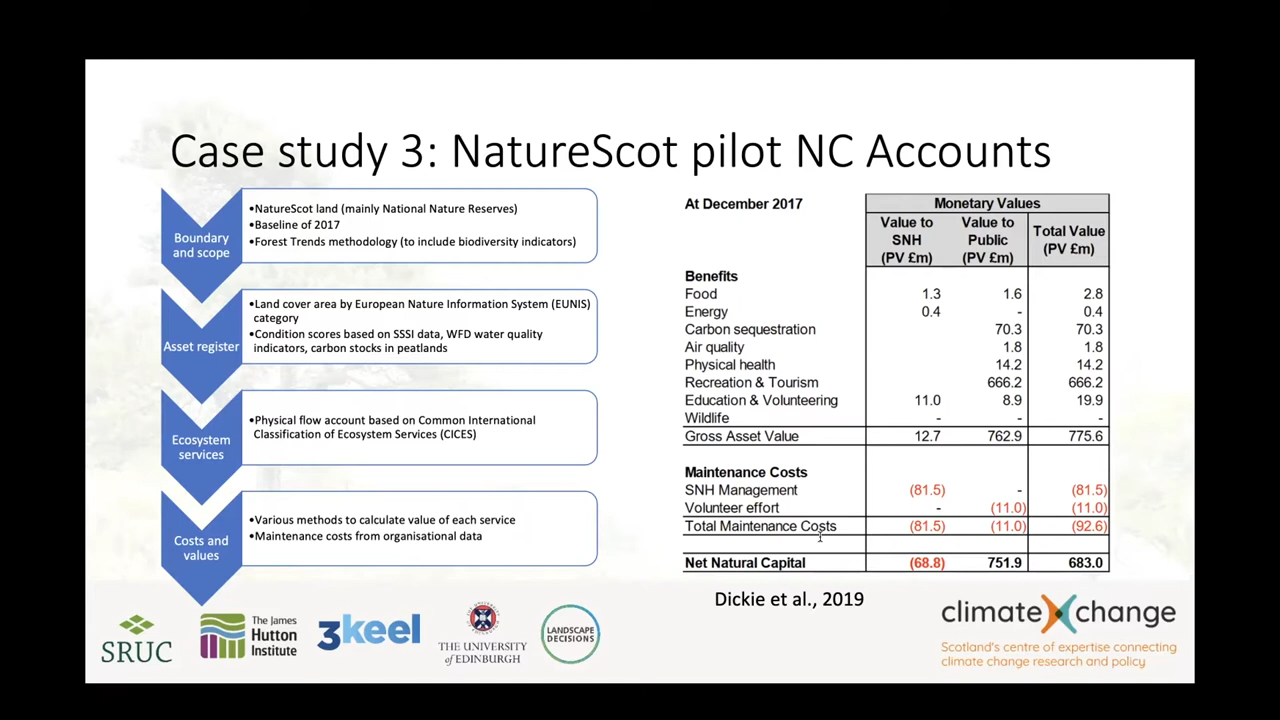 Case study 3: NatureScot pilot NC Accounts
Boundary
and scope
•NatureScot land (mainly National Nature Reserves)
•Baseline of 2017
•Forest Trends methodology (to include biodiversity indicators)
Asset register
•Land cover area by European Nature Information System (EUNIS)
category
•Condition scores based on SSSI data, WFD water quality
indicators, carbon stocks in peatlands
Ecosystem
services
•Physical flow account based on Common International
Classification of Ecosystem Services (CICES)
Costs and
values
•Various methods to calculate value of each service
•Maintenance costs from organisational data
At December 2017 Monetary Values
Value to
SNH
(PV £m)
Value to
Public
(PV £m)
Total Value
(PV £m)
Benefits
Food 1.3 1.6 2.8
Energy 0.4 - 0.4
Carbon sequestration 70.3 70.3
Air quality 1.8 1.8
Physical health 14.2 14.2
Recreation & Tourism 666.2 666.2
Education & Volunteering 11.0 8.9 19.9
Wildlife - - -
Gross Asset Value 12.7 762.9 775.6
Maintenance Costs
SNH Management (81.5) - (81.5)
Volunteer effort - (11.0) (11.0)
Total Maintenance Costs (81.5) (11.0) (92.6)
Net Natural Capital (68.8) 751.9 683.0
Dickie et al., 2019
SRUC
The James
Hutton
Institute
3keel
THE UNIVERSITY
of EDINBURGH
LANDSCAPE
DECISIONS
climateXchange
Scotland's centre of expertise connecting
climate change research and policy